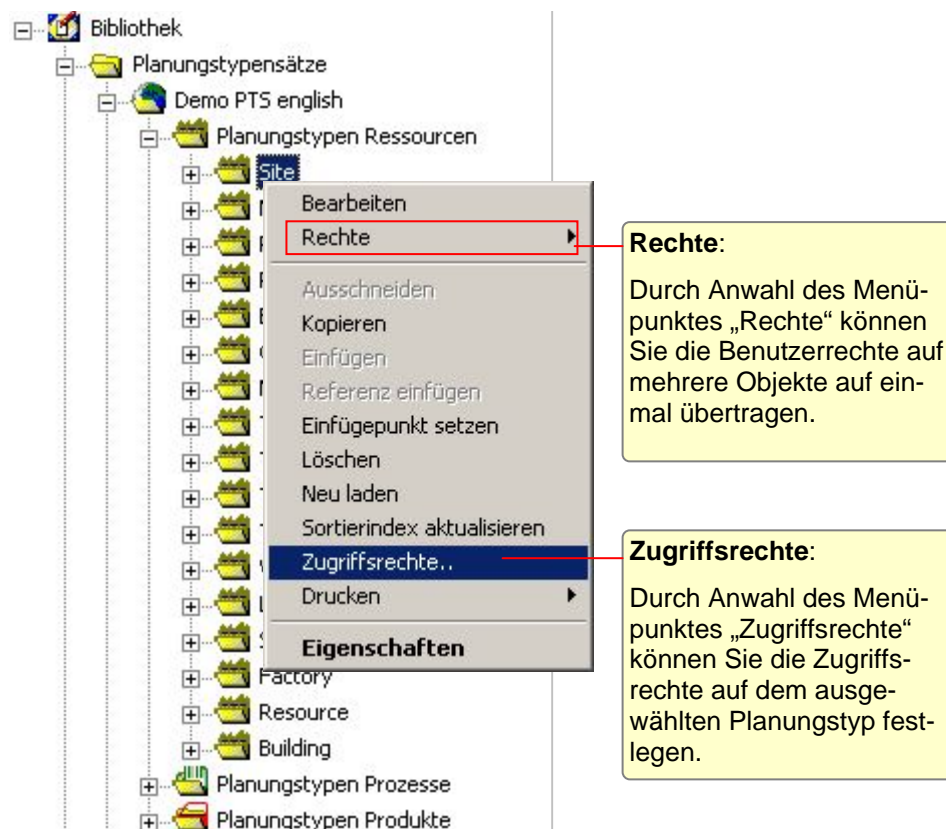 Bibliothek
Planungstypensätze
Demo PTS english
Planungstypen Ressourcen
Site
Bearbeiten
Rechte
Ausschneiden
Kopieren
Einfügen
Referenz einfügen
Einfügepunkt setzen
Löschen
Neu laden
Sortierindex aktualisieren
Zugriffsrechte..
Drucken
Eigenschaften
Factory
Resource
Building
Planungstypen Prozesse
Planungstypen Produkte
Rechte:
Durch Anwahl des Menü-
punktes „Rechte“ können
Sie die Benutzerrechte auf
mehrere Objekte auf ein-
mal übertragen.
Zugriffsrechte:
Durch Anwahl des Menü-
punktes „Zugriffsrechte“
können Sie die Zugriffs-
rechte auf dem ausge-
wählten Planungstyp fest-
legen.